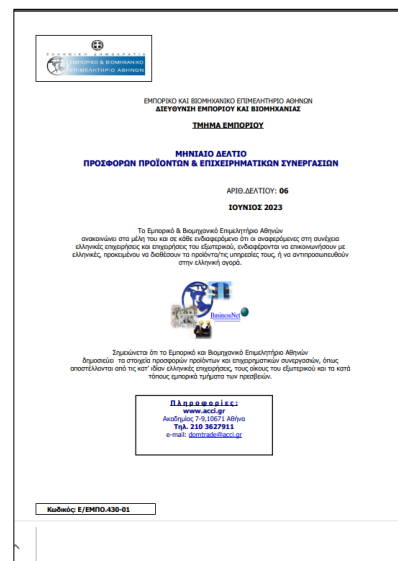 ΕΛΛΗΝΙΚΗ ΔΗΜΟΚΡΑΤΙΑ
ΕΜΠΟΡΙΚΟ & ΒΙΟΜΗΧΑΝΙΚΟ
ΕΠΙΜΕΛΗΤΗΡΙΟ ΑΘΗΝΩΝ
ΕΜΠΟΡΙΚΟ ΚΑΙ ΒΙΟΜΗΧΑΝΙΚΟ ΕΠΙΜΕΛΗΤΗΡΙΟ ΑΘΗΝΩΝ
ΔΙΕΥΘΥΝΣΗ ΕΜΠΟΡΙΟΥ ΚΑΙ ΒΙΟΜΗΧΑΝΙΑΣ
ΤΜΗΜΑ ΕΜΠΟΡΙΟΥ
ΜΗΝΙΑΙΟ ΔΕΛΤΙΟ
ΠΡΟΣΦΟΡΩΝ ΠΡΟΪΟΝΤΩΝ & ΕΠΙΧΕΙΡΗΜΑΤΙΚΩΝ ΣΥΝΕΡΓΑΣΙΩΝ
ΑΡΙΘ.ΔΕΛΤΙΟΥ: 06
ΙΟΥΝΙΟΣ 2023
Το Εμπορικό & Βιομηχανικό Επιμελητήριο Αθηνών
ανακοινώνει στα μέλη του και σε κάθε ενδιαφερόμενο ότι οι αναφερόμενες στη συνέχεια
ελληνικές επιχειρήσεις και επιχειρήσεις του εξωτερικού, ενδιαφέρονται να επικοινωνήσουν με
ελληνικές, προκειμένου να διαθέσουν τα προϊόντα/τις υπηρεσίες τους, ή να αντιπροσωπευθούν
στην ελληνική αγορά.
BusinessNet
Σημειώνεται ότι το Εμπορικό και Βιομηχανικό Επιμελητήριο Αθηνών
δημοσιεύει τα στοιχεία προσφορών προϊόντων και επιχειρηματικών συνεργασιών, όπως
αποστέλλονται από τις κατ' ιδίαν ελληνικές επιχειρήσεις, τους οίκους του εξωτερικού και τα κατά
τόπους εμπορικά τμήματα των πρεσβειών.
Πληροφορίες:
www.acci.gr
Ακαδημίας 7-9,10671 Αθήνα
Τηλ. 210 3627911
e-mail: domtrade@acci.gr
Κωδικός: Ε/ΕΜΠΟ.430-01